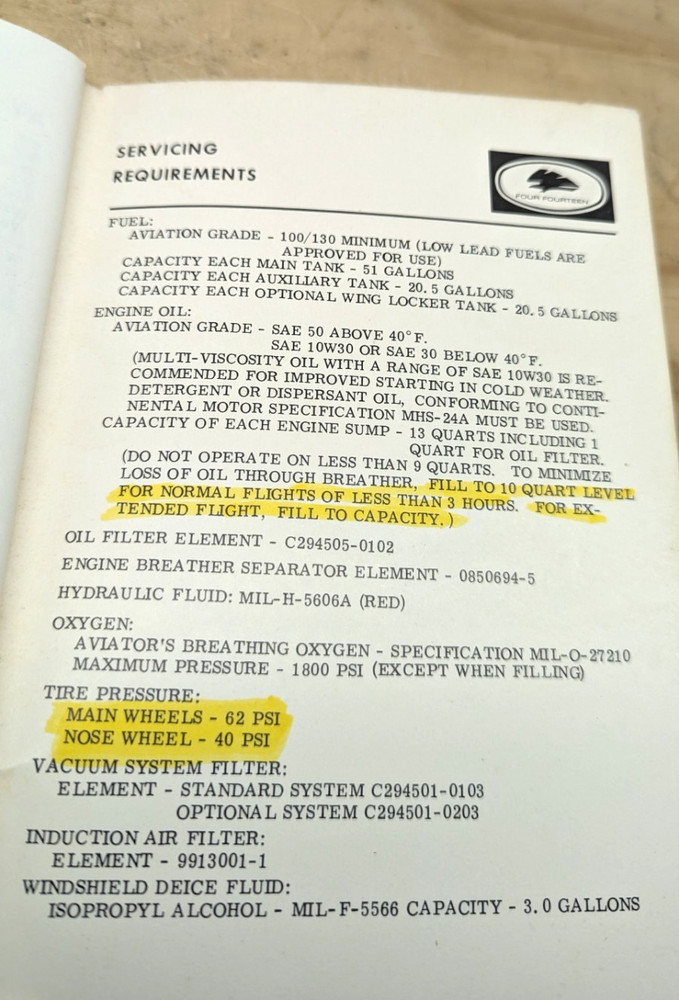 SERVICING
REQUIREMENTS
FOUR FOURTEEN
FUEL:
AVIATION GRADE - 100/130 MINIMUM (LOW LEAD FUELS ARE
APPROVED FOR USE)
CAPACITY EACH MAIN TANK - 51 GALLONS
CAPACITY EACH AUXILIARY TANK - 20.5 GALLONS
CAPACITY EACH OPTIONAL WING LOCKER TANK - 20.5 GALLONS
ENGINE OIL:
AVIATION GRADE - SAE 50 ABOVE 40°F.
SAE 10W30 OR SAE 30 BELOW 40°F.
(MULTI-VISCOSITY OIL WITH A RANGE OF SAE 10W30 IS RE-
COMMENDED FOR IMPROVED STARTING IN COLD WEATHER.
DETERGENT OR DISPERSANT OIL, CONFORMING TO CONTI-
NENTAL MOTOR SPECIFICATION MHS-24A MUST BE USED.
CAPACITY OF EACH ENGINE SUMP - 13 QUARTS INCLUDING 1
QUART FOR OIL FILTER.
(DO NOT OPERATE ON LESS THAN 9 QUARTS. TO MINIMIZE
LOSS OF OIL THROUGH BREATHER, FILL TO 10 QUART LEVEL
FOR NORMAL FLIGHTS OF LESS THAN 3 HOURS. FOR EX-
TENDED FLIGHT, FILL TO CAPACITY.)
OIL FILTER ELEMENT - C294505-0102
ENGINE BREATHER SEPARATOR ELEMENT - 0850694-5
HYDRAULIC FLUID: MIL-H-5606A (RED)
OXYGEN:
AVIATOR'S BREATHING OXYGEN - SPECIFICATION MIL-O-27210
MAXIMUM PRESSURE - 1800 PSI (EXCEPT WHEN FILLING)
TIRE PRESSURE:
MAIN WHEELS - 62 PSI
NOSE WHEEL - 40 PSI
VACUUM SYSTEM FILTER:
ELEMENT - STANDARD SYSTEM C294501-0103
OPTIONAL SYSTEM C294501-0203
INDUCTION AIR FILTER:
ELEMENT - 9913001-1
WINDSHIELD DEICE FLUID:
ISOPROPYL ALCOHOL - MIL-F-5566 CAPACITY - 3.0 GALLONS